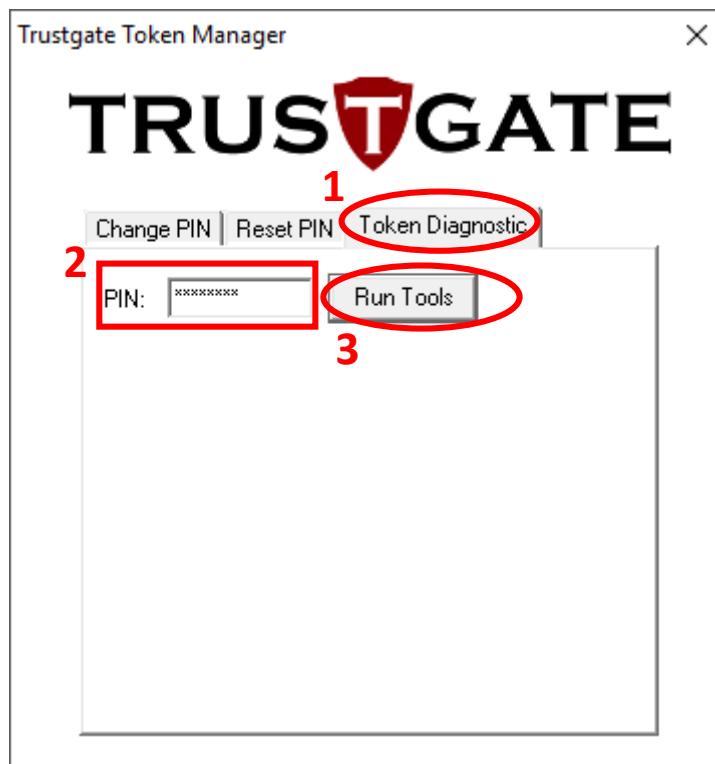 Trustgate Token Manager
TRUSTGATE
1
Change PIN Reset PIN Token Diagnostic
2
PIN: ******** Run Tools
3